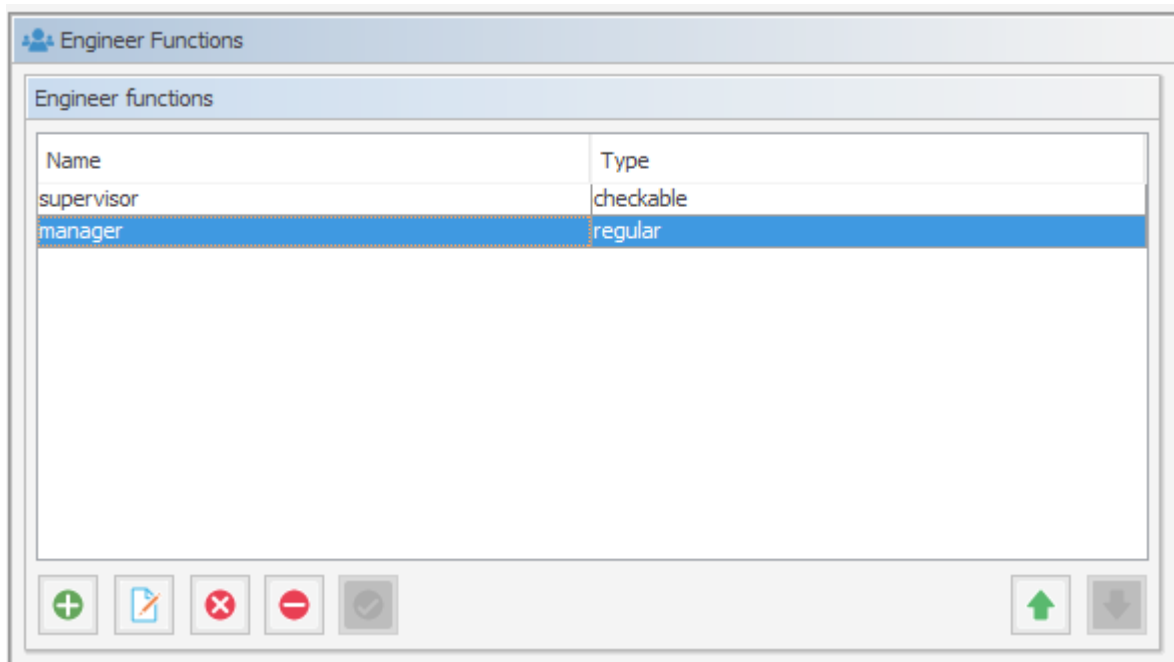 Engineer Functions
Engineer functions
Name Type
supervisor checkable
manager regular